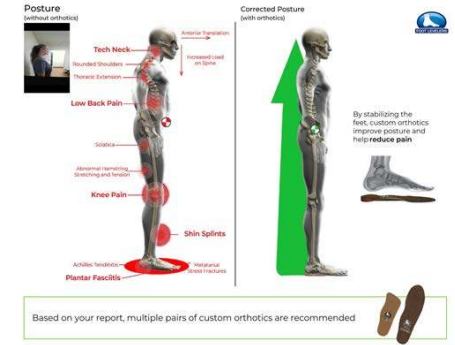 Posture
(without orthotics)
Corrected Posture
(with orthotics)
FOOT LEVELERS
Anterior Translation
Tech Neck
Rounded Shoulders
Increased Load
on Spine
Thoracic Extension
Low Back Pain
By stabilizing the
feet, custom orthotics
improve posture and
help reduce pain
Sciatica
Abnormal Hamstring
Stretching and Tension
Knee Pain
Shin Splints
Achilles Tendinitis
Metatarsal
Stress Fractures
Plantar Fasciitis
Based on your report, multiple pairs of custom orthotics are recommended